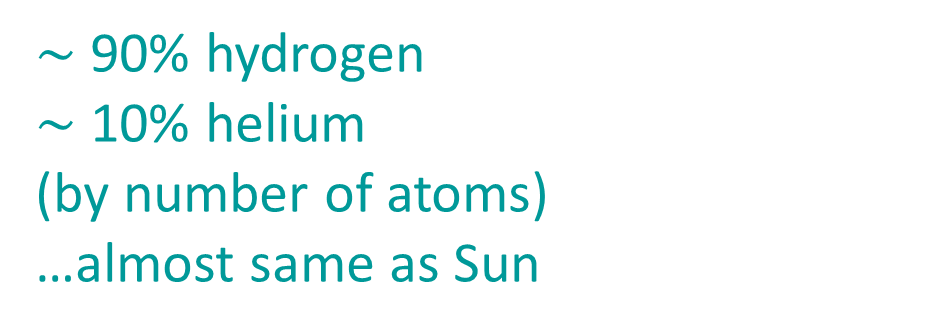 ~ 90% hydrogen
~ 10% helium
(by number of atoms)
…almost same as Sun